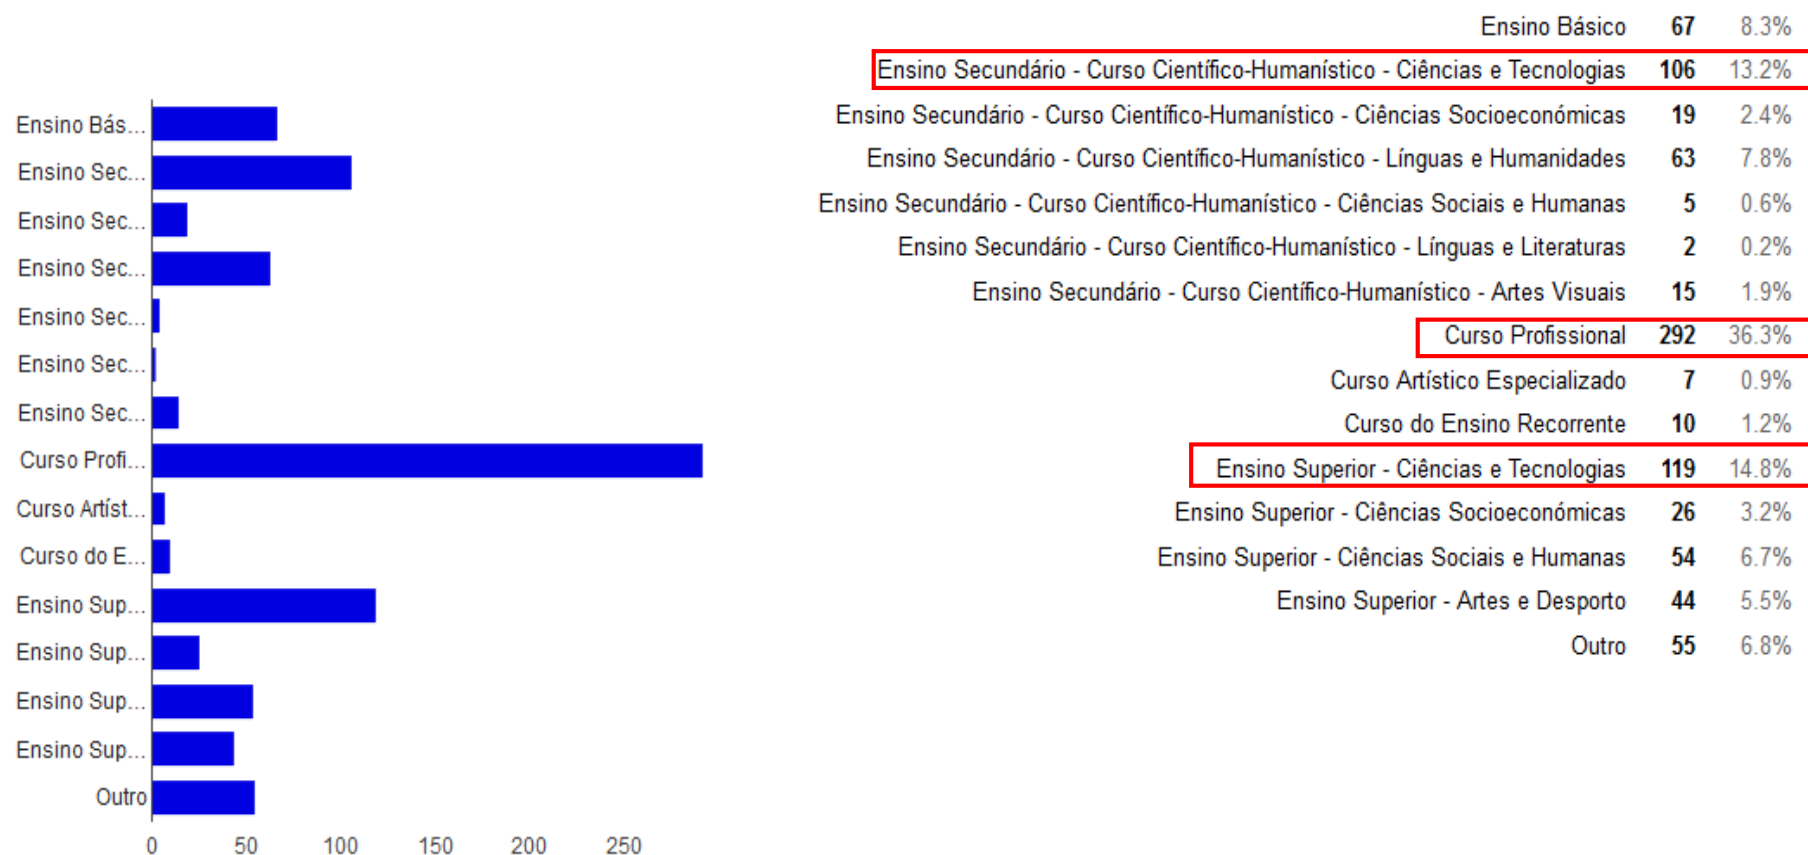 Ensino Bás...
Ensino Sec...
Ensino Sec...
Ensino Sec...
Ensino Sec...
Ensino Sec...
Ensino Sec...
Curso Profi...
Curso Artíst...
Curso do E...
Ensino Sup...
Ensino Sup...
Ensino Sup...
Ensino Sup...
Outro
0 50 100 150 200 250
Ensino Básico 67 8.3%
Ensino Secundário - Curso Científico-Humanístico - Ciências e Tecnologias 106 13.2%
Ensino Secundário - Curso Científico-Humanístico - Ciências Socioeconómicas 19 2.4%
Ensino Secundário - Curso Científico-Humanístico - Línguas e Humanidades 63 7.8%
Ensino Secundário - Curso Científico-Humanístico - Ciências Sociais e Humanas 5 0.6%
Ensino Secundário - Curso Científico-Humanístico - Línguas e Literaturas 2 0.2%
Ensino Secundário - Curso Científico-Humanístico - Artes Visuais 15 1.9%
Curso Profissional 292 36.3%
Curso Artístico Especializado 7 0.9%
Curso do Ensino Recorrente 10 1.2%
Ensino Superior - Ciências e Tecnologias 119 14.8%
Ensino Superior - Ciências Socioeconómicas 26 3.2%
Ensino Superior - Ciências Sociais e Humanas 54 6.7%
Ensino Superior - Artes e Desporto 44 5.5%
Outro 55 6.8%